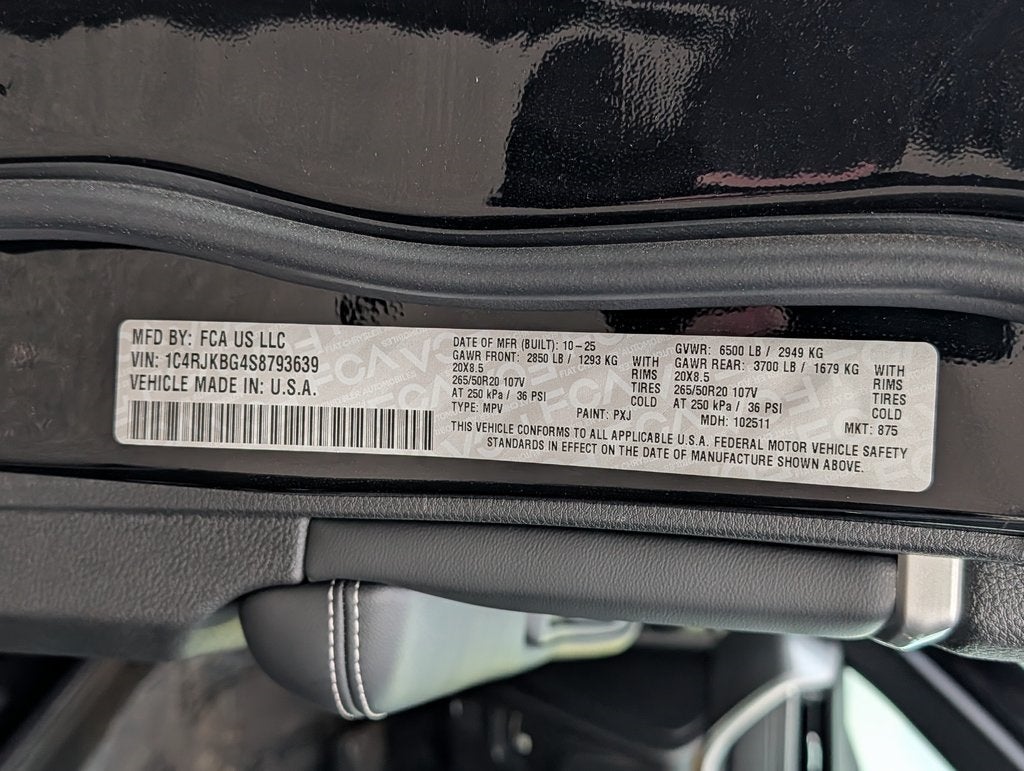 MFD BY: FCA US LLC
VIN: 1C4RJKBG4S8793639
VEHICLE MADE IN: U.S.A.
DATE OF MFR (BUILT): 10-25
GAWR FRONT: 2850 LB / 1293 KG
20X8.5
265/50R20 107V
AT 250 kPa / 36 PSI
WITH
RIMS
TIRES
COLD
TYPE: MPV
PAINT: PXJ
GVWR: 6500 LB / 2949 KG
GAWR REAR: 3700 LB / 1679 KG
20X8.5
265/50R20 107V
AT 250 kPa / 36 PSI
WITH
RIMS
TIRES
COLD
MDH: 102511
MKT: 875
THIS VEHICLE CONFORMS TO ALL APPLICABLE U.S.A. FEDERAL MOTOR VEHICLE SAFETY
STANDARDS IN EFFECT ON THE DATE OF MANUFACTURE SHOWN ABOVE.